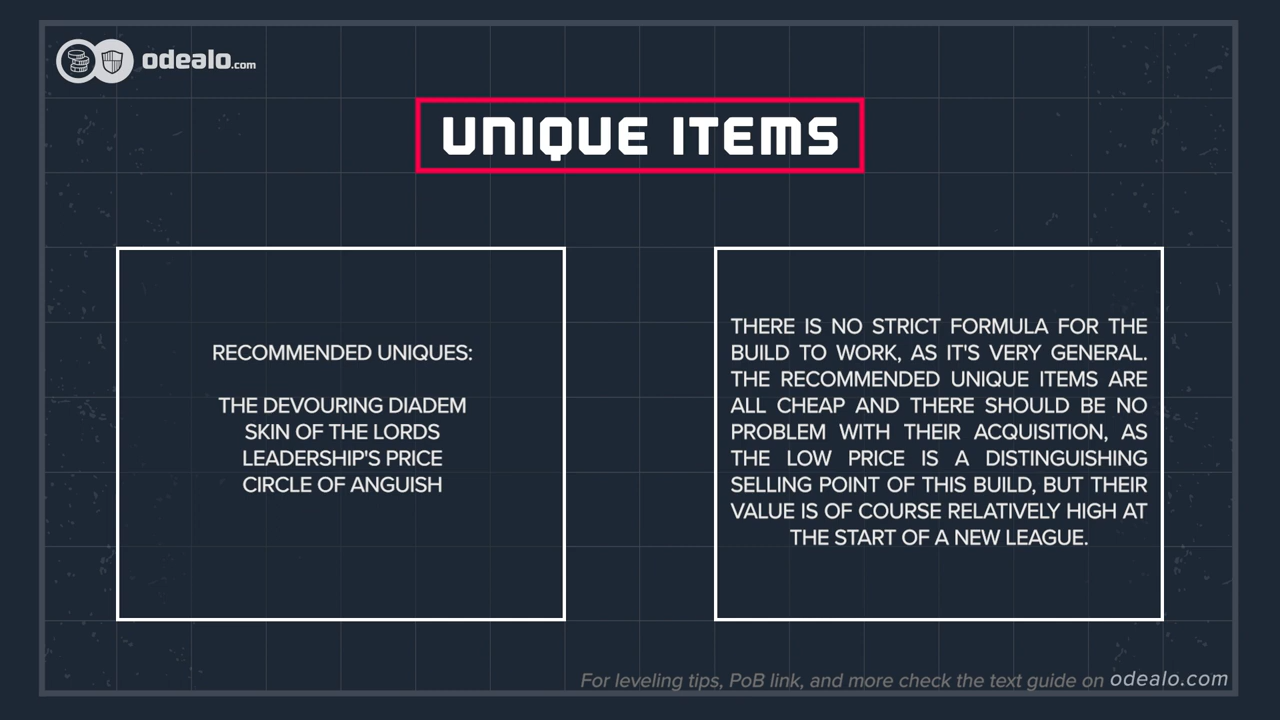 odealo.com
UNIQUE ITEMS
RECOMMENDED UNIQUES:
THE DEVOURING DIADEM
SKIN OF THE LORDS
LEADERSHIP'S PRICE
CIRCLE OF ANGUISH
THERE IS NO STRICT FORMULA FOR THE
BUILD TO WORK, AS IT'S VERY GENERAL.
THE RECOMMENDED UNIQUE ITEMS ARE
ALL CHEAP AND THERE SHOULD BE NO
PROBLEM WITH THEIR ACQUISITION, AS
THE LOW PRICE IS A DISTINGUISHING
SELLING POINT OF THIS BUILD, BUT THEIR
VALUE IS OF COURSE RELATIVELY HIGH AT
THE START OF A NEW LEAGUE.
For leveling tips, PoB link, and more check the text guide on odealo.com